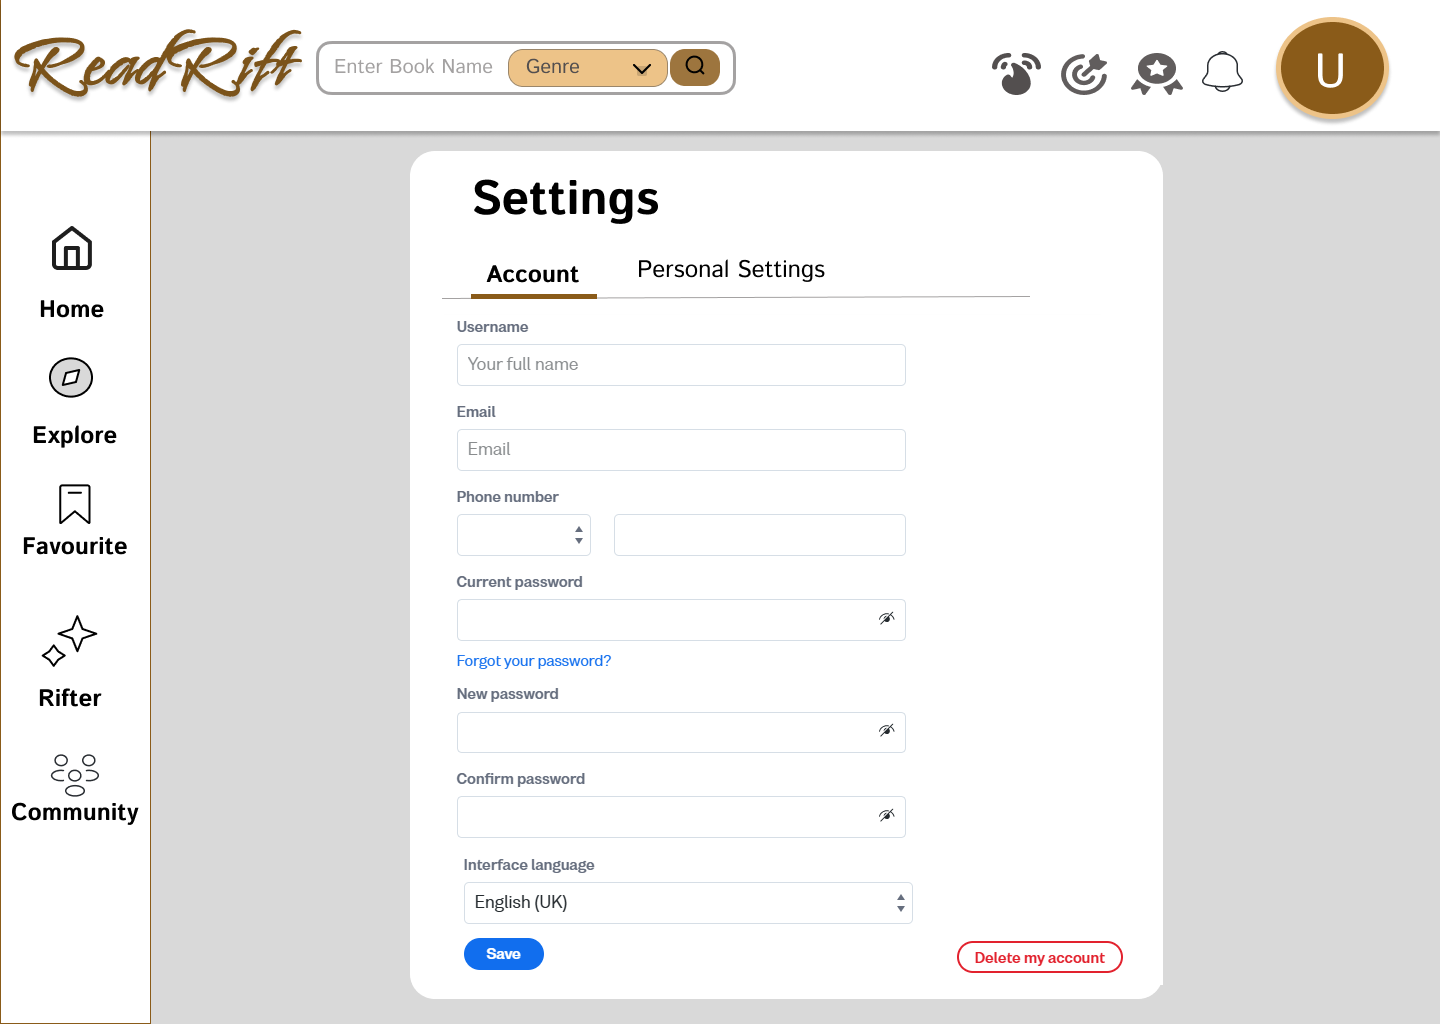 ReadRift
Enter Book Name
Genre
U
Home
Explore
Favourite
Rifter
Community
Settings
Account
Personal Settings
Username
Your full name
Email
Email
Phone number
Current password
Forgot your password?
New password
Confirm password
Interface language
English (UK)
Save
Delete my account